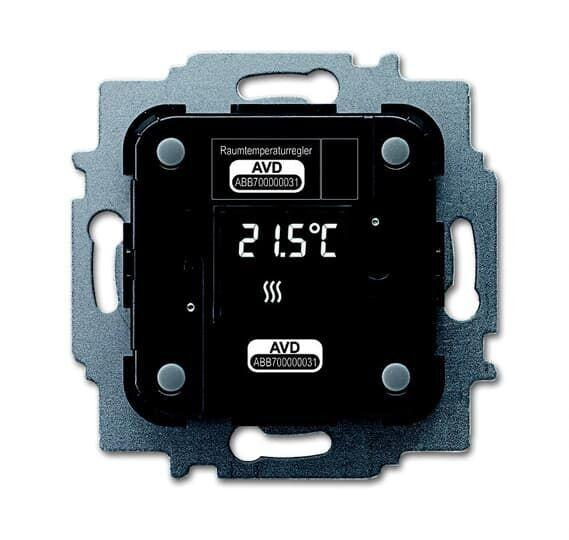 Raumtemperaturregler
AVD
ABB700000031
21.5°C
AVD
ABB700000031